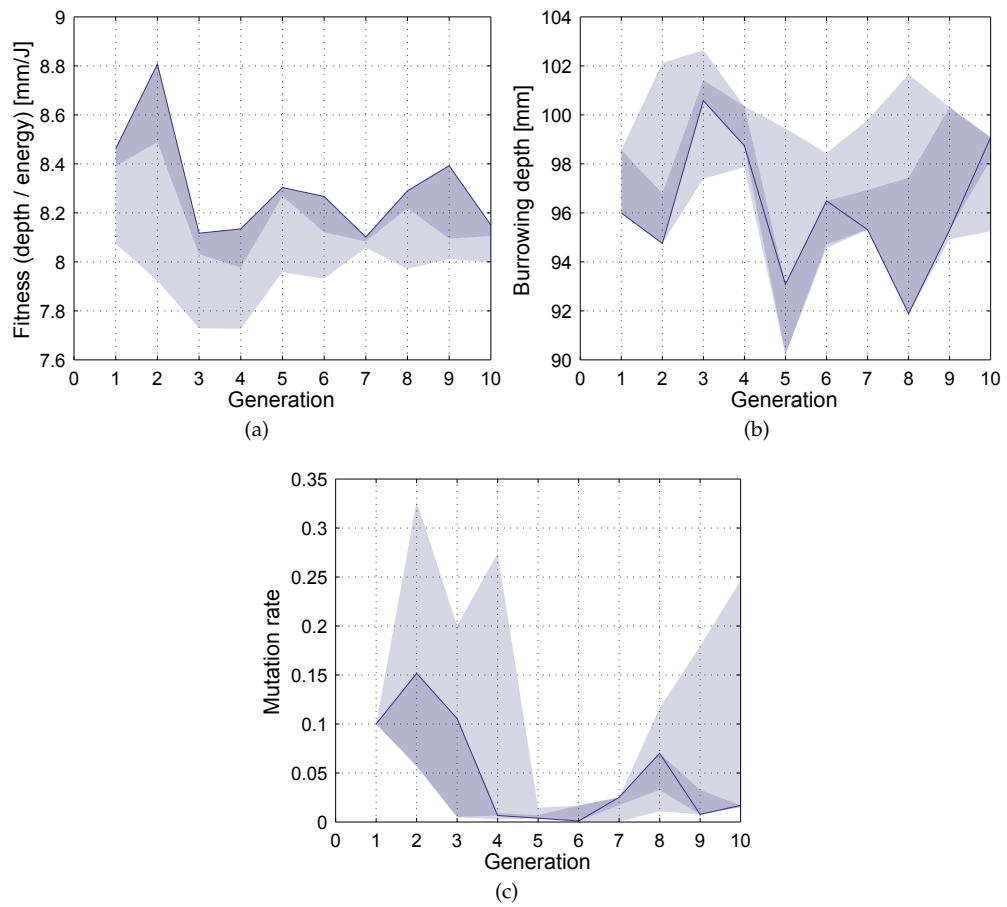 Fitness (depth / energy) [mm/J]
9
8.8
8.6
8.4
8.2
8
7.8
7.6
0 1 2 3 4 5 6 7 8 9 10
Generation
(a)
Burrowing depth [mm]
104
102
100
98
96
94
92
90
0 1 2 3 4 5 6 7 8 9 10
Generation
(b)
Mutation rate
0.35
0.3
0.25
0.2
0.15
0.1
0.05
0
0 1 2 3 4 5 6 7 8 9 10
Generation
(c)